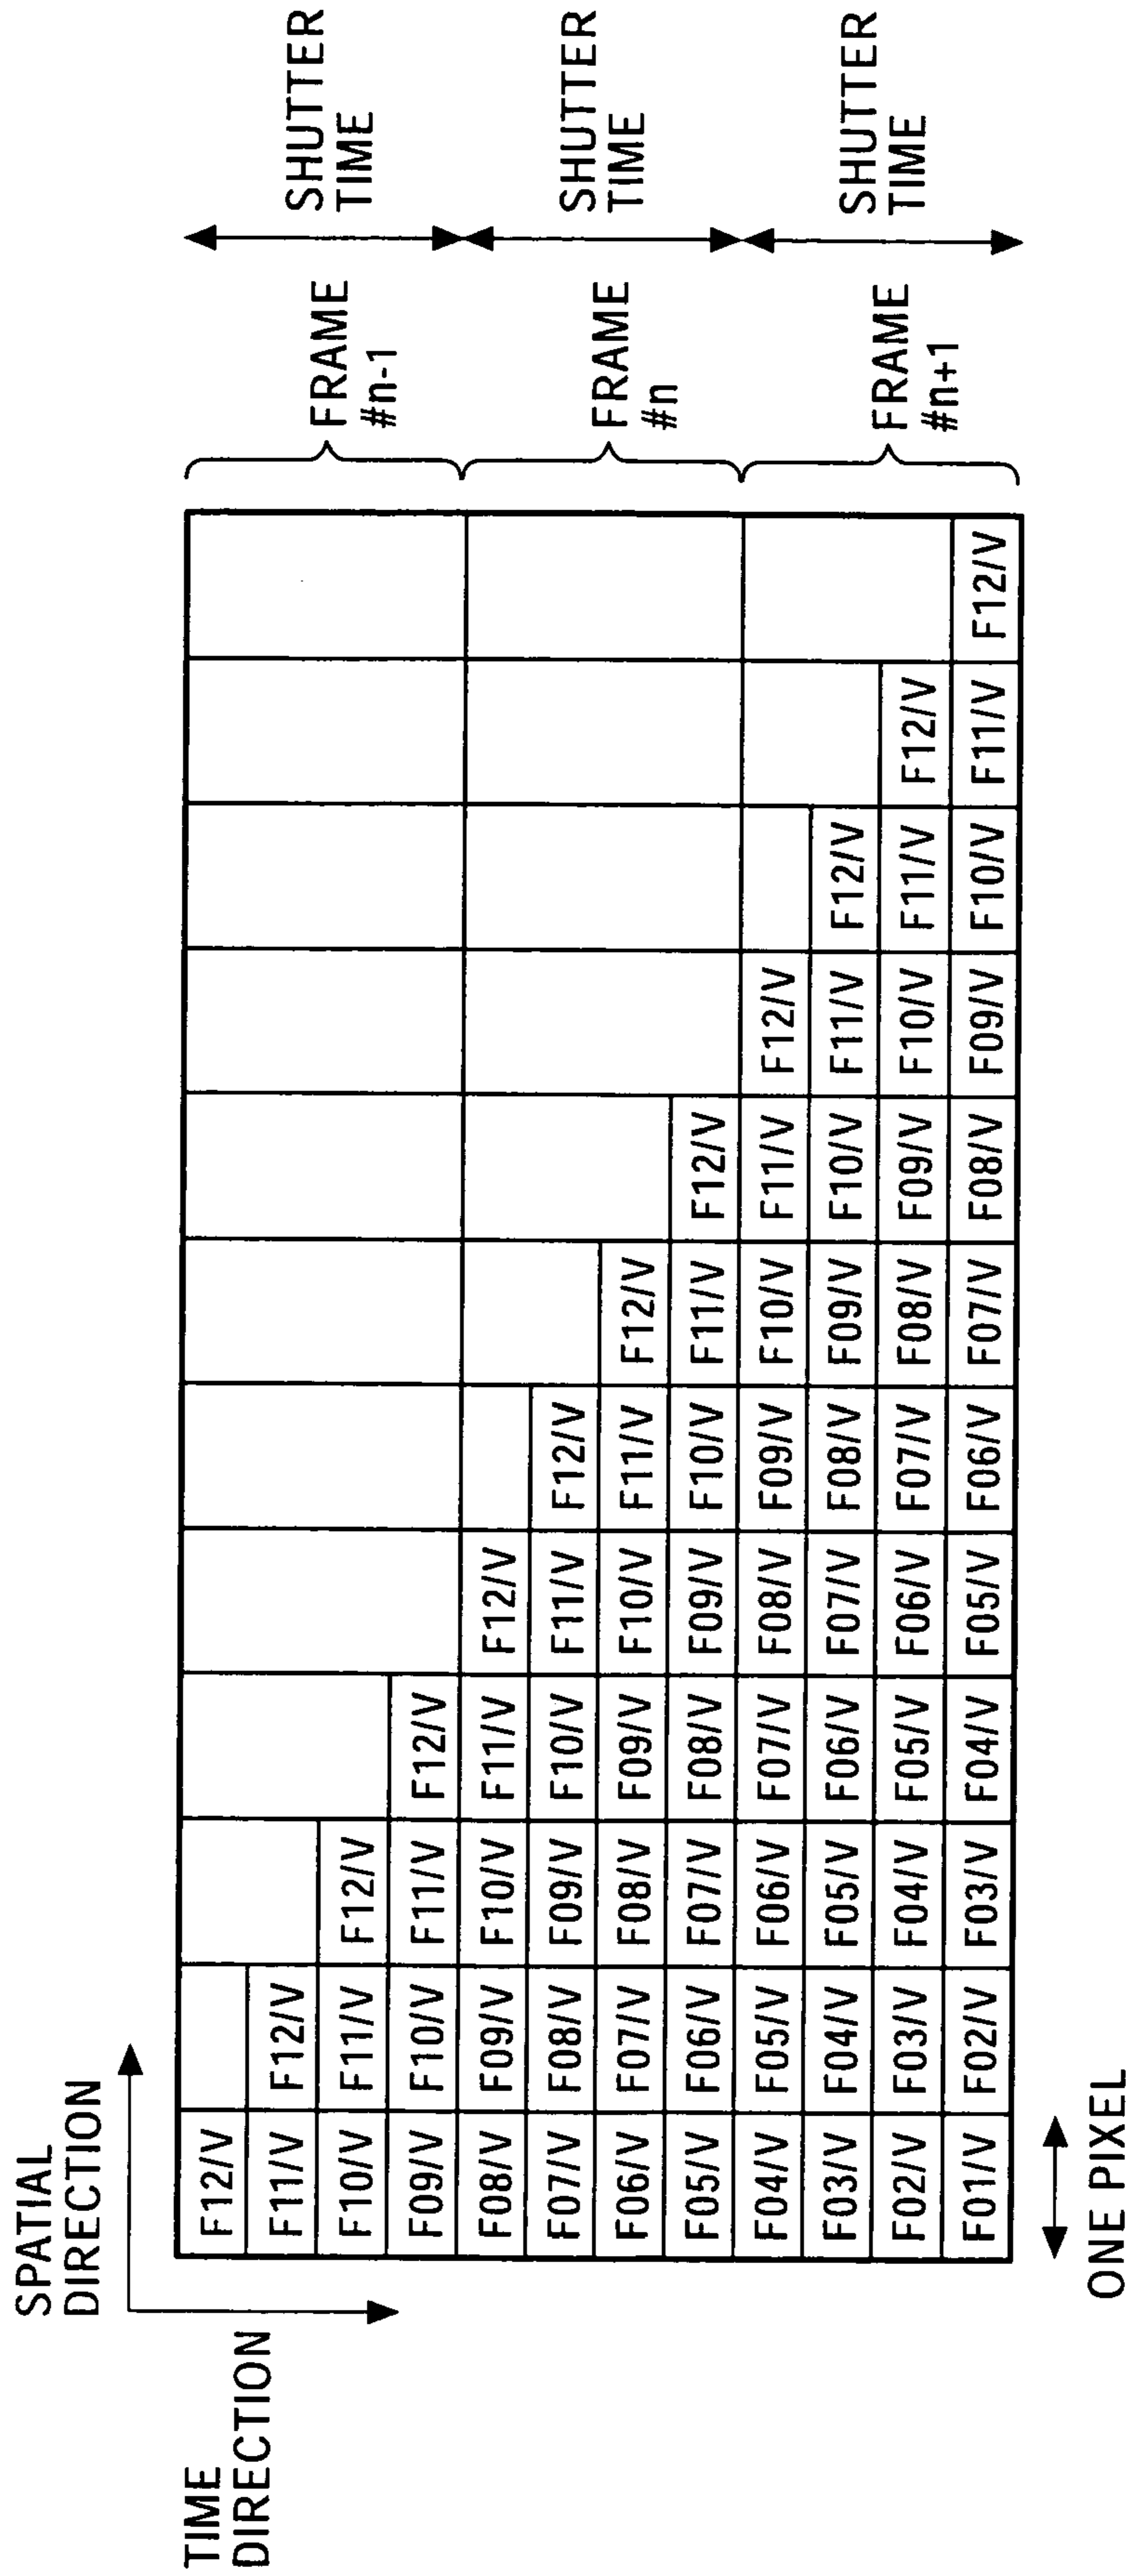 SPATIAL
DIRECTION
TIME
DIRECTION
F12/V
F11/V F12/V
F10/V F11/V F12/V
F09/V F10/V F11/V F12/V
FRAME
#n-1
SHUTTER
TIME
F08/V F09/V F10/V F11/V F12/V
F07/V F08/V F09/V F10/V F11/V F12/V
F06/V F07/V F08/V F09/V F10/V F11/V F12/V
F05/V F06/V F07/V F08/V F09/V F10/V F11/V F12/V
FRAME
#n
SHUTTER
TIME
F04/V F05/V F06/V F07/V F08/V F09/V F10/V F11/V F12/V
F03/V F04/V F05/V F06/V F07/V F08/V F09/V F10/V F11/V F12/V
F02/V F03/V F04/V F05/V F06/V F07/V F08/V F09/V F10/V F11/V F12/V
F01/V F02/V F03/V F04/V F05/V F06/V F07/V F08/V F09/V F10/V F11/V F12/V
FRAME
#n+1
SHUTTER
TIME
ONE PIXEL